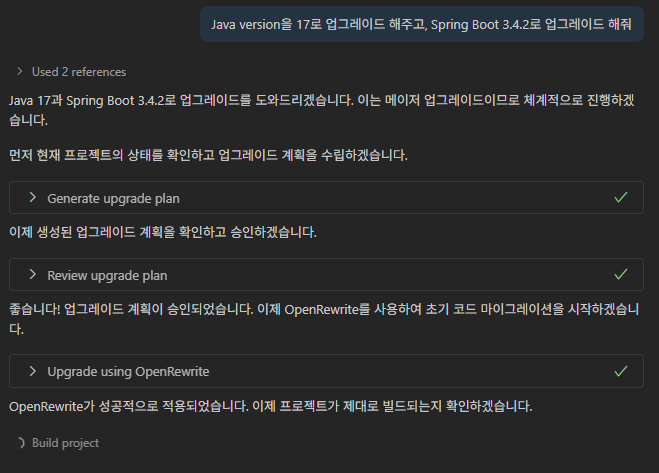 Java version을 17로 업그레이드 해주고, Spring Boot 3.4.2로 업그레이드 해줘
Used 2 references
Java 17과 Spring Boot 3.4.2로 업그레이드를 도와드리겠습니다. 이는 메이저 업그레이드이므로 체계적으로 진행하겠
습니다.
먼저 현재 프로젝트의 상태를 확인하고 업그레이드 계획을 수립하겠습니다.
Generate upgrade plan
이제 생성된 업그레이드 계획을 확인하고 승인하겠습니다.
Review upgrade plan
좋습니다! 업그레이드 계획이 승인되었습니다. 이제 OpenRewrite를 사용하여 초기 코드 마이그레이션을 시작하겠습니
다.
Upgrade using OpenRewrite
OpenRewrite가 성공적으로 적용되었습니다. 이제 프로젝트가 제대로 빌드되는지 확인하겠습니다.
Build project